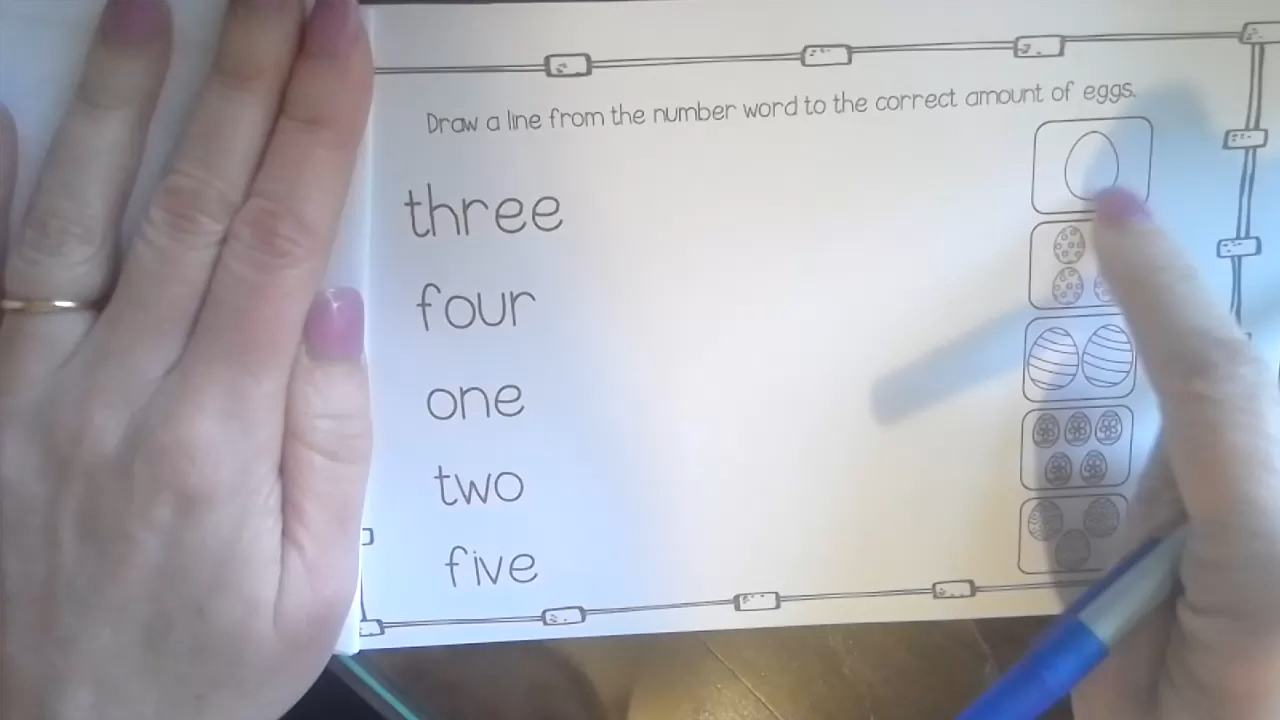 Draw a line from the number word to the correct amount of eggs.
three
four
one
two
five